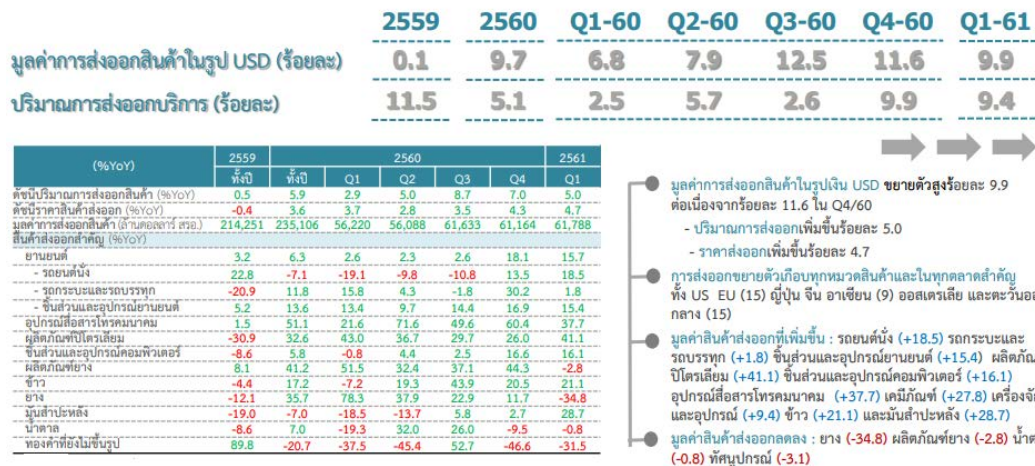 2559 2560 Q1-60 Q2-60 Q3-60 Q4-60 Q1-61
มูลค่าการส่งออกสินค้าในรูป USD (ร้อยละ) 0.1 9.7 6.8 7.9 12.5 11.6 9.9
ปริมาณการส่งออกบริการ (ร้อยละ) 11.5 5.1 2.5 5.7 2.6 9.9 9.4
(%YoY) 2559 2560 2561
ทั้งปี ทั้งปี Q1 Q2 Q3 Q4 Q1
ดัชนีปริมาณการส่งออกสินค้า (%YoY) 0.5 5.9 2.9 5.0 8.7 7.0 5.0
ดัชนีราคาสินค้าส่งออก (%YoY) -0.4 3.6 3.7 2.8 3.5 4.3 4.7
มูลค่าการส่งออกสินค้า (ล้านดอลลาร์ สรอ.) 214,251 235,106 56,220 56,088 61,633 61,164 61,788
สินค้าส่งออกสำคัญ (%YoY)
ยานยนต์ 3.2 6.3 2.6 2.3 2.6 18.1 15.7
- รถยนต์นั่ง 22.8 -7.1 -19.1 -9.8 -10.8 13.5 18.5
- รถกระบะและรถบรรทุก -20.9 11.8 15.8 4.3 -1.8 30.2 1.8
- ชิ้นส่วนและอุปกรณ์ยานยนต์ 5.2 13.6 13.4 9.7 14.4 16.9 15.4
อุปกรณ์สื่อสารโทรคมนาคม 1.5 51.1 21.6 71.6 49.6 60.4 37.7
ผลิตภัณฑ์ปิโตรเลียม -30.9 32.6 43.0 36.7 29.7 26.0 41.1
ชิ้นส่วนและอุปกรณ์คอมพิวเตอร์ -8.6 5.8 -0.8 4.4 2.5 16.6 16.1
ผลิตภัณฑ์ยาง 8.1 41.2 51.5 32.4 37.1 44.3 -2.8
ข้าว -4.4 17.2 -7.2 19.3 43.9 20.5 21.1
ยาง -12.1 35.7 78.3 37.9 22.9 11.7 -34.8
มันสำปะหลัง -19.0 -7.0 -18.5 -13.7 5.8 2.7 28.7
น้ำตาล -8.6 7.0 -19.3 32.0 26.0 -9.5 -0.8
ทองคำที่ยังไม่ขึ้นรูป 89.8 -20.7 -37.5 -45.4 52.7 -46.6 -31.5
มูลค่าการส่งออกสินค้าในรูปเงิน USD ขยายตัวสูงร้อยละ 9.9
ต่อเนื่องจากร้อยละ 11.6 ใน Q4/60
- ปริมาณการส่งออกเพิ่มขึ้นร้อยละ 5.0
- ราคาส่งออกเพิ่มขึ้นร้อยละ 4.7
การส่งออกขยายตัวเกือบทุกหมวดสินค้าและในทุกตลาดสำคัญ
ทั้ง US EU (15) ญี่ปุ่น จีน อาเซียน (9) ออสเตรเลีย และตะวันออ
กลาง (15)
มูลค่าสินค้าส่งออกที่เพิ่มขึ้น : รถยนต์นั่ง (+18.5) รถกระบะและ
รถบรรทุก (+1.8) ชิ้นส่วนและอุปกรณ์ยานยนต์ (+15.4) ผลิตภัณ
ปิโตรเลียม (+41.1) ชิ้นส่วนและอุปกรณ์คอมพิวเตอร์ (+16.1)
อุปกรณ์สื่อสารโทรคมนาคม (+37.7) เคมีภัณฑ์ (+27.8) เครื่องจัก
และอุปกรณ์ (+9.4) ข้าว (+21.1) และมันสำปะหลัง (+28.7)
มูลค่าสินค้าส่งออกลดลง : ยาง (-34.8) ผลิตภัณฑ์ยาง (-2.8) น้ำต
(-0.8) ทัศนูปกรณ์ (-3.1)